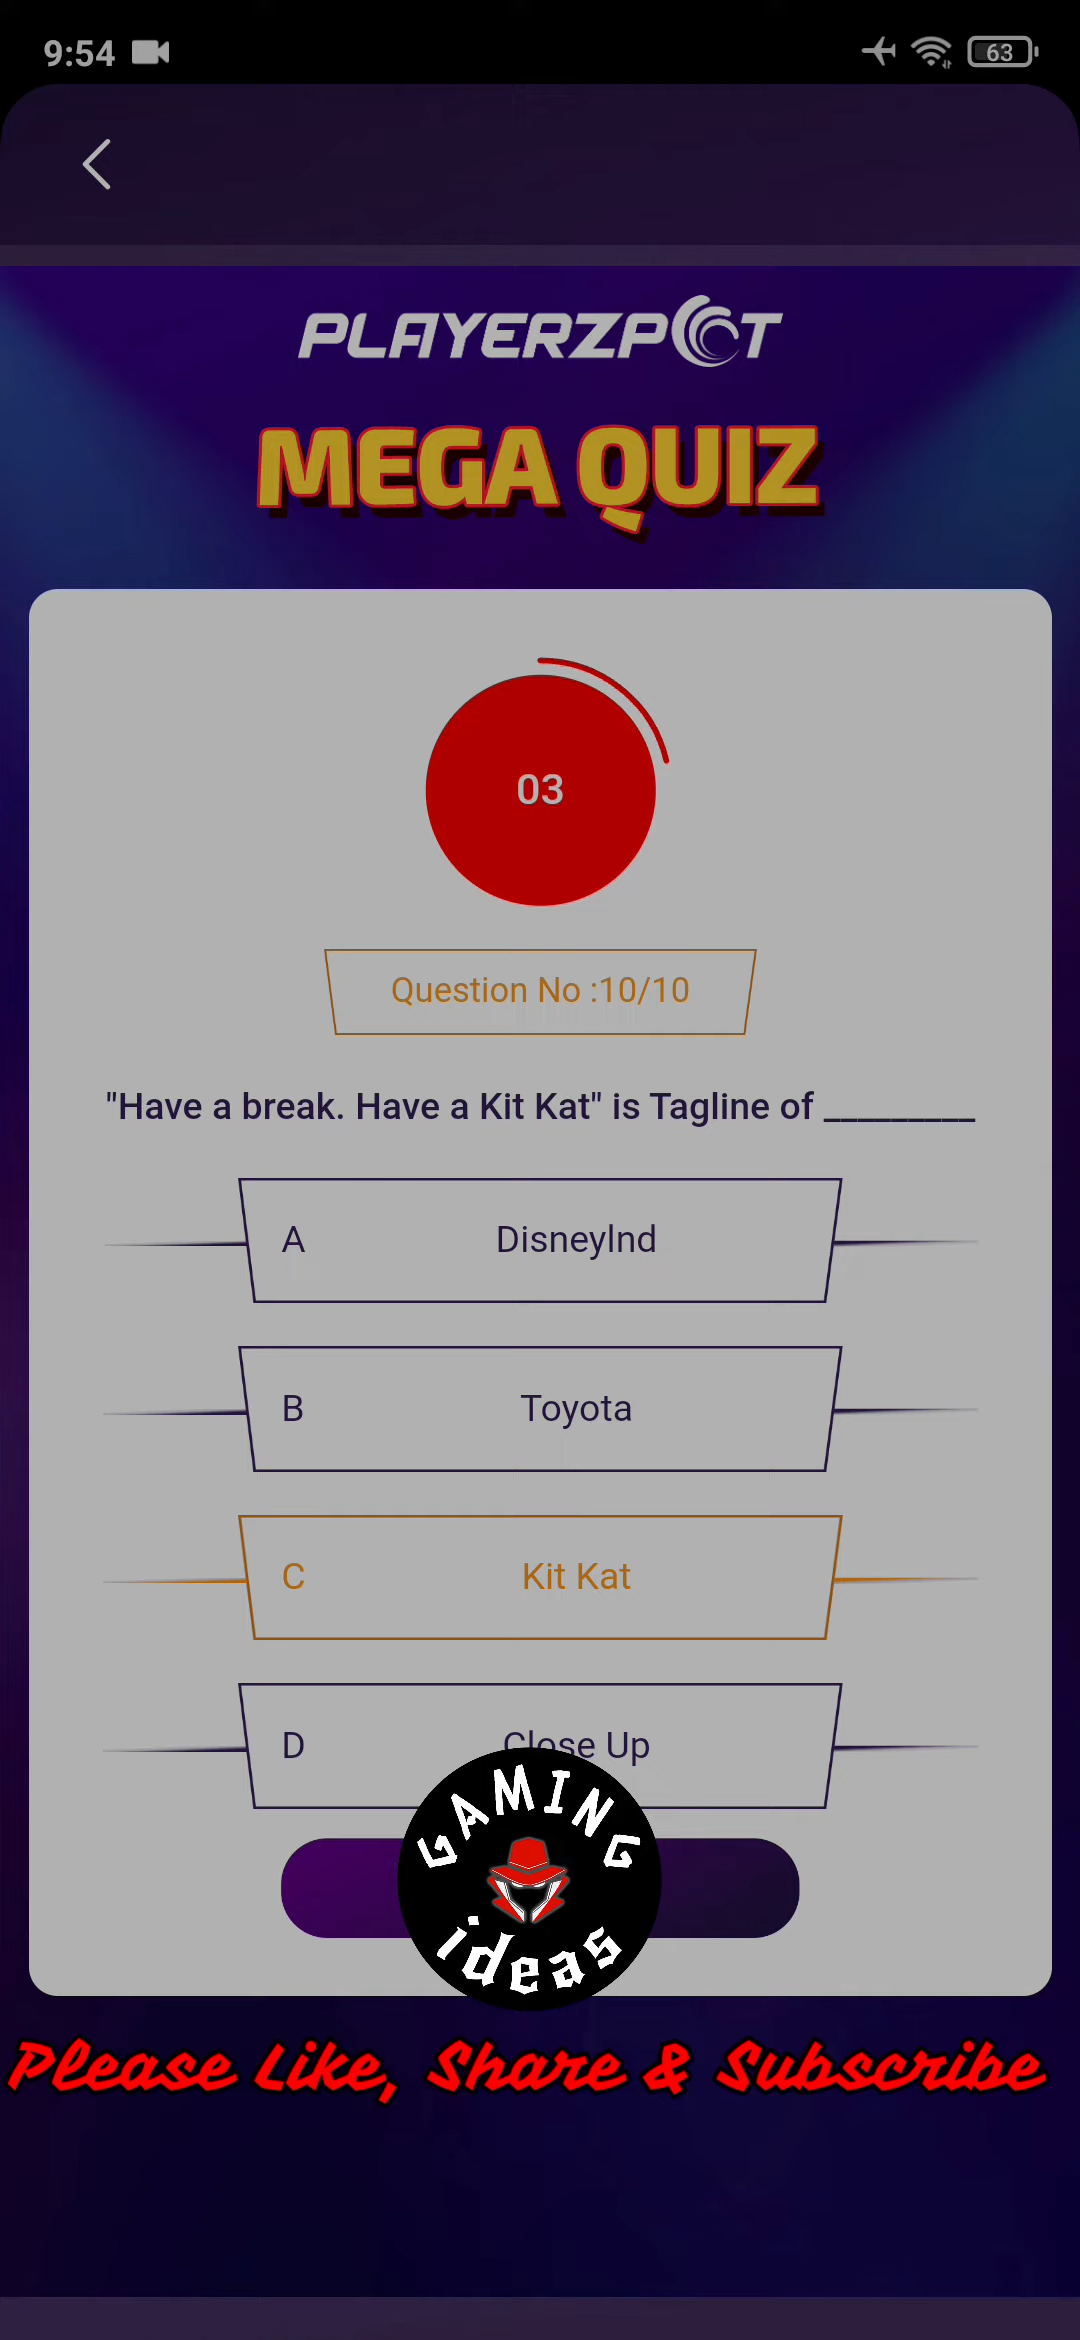 9:54
63
PLAYERZPOT
MEGA QUIZ
03
Question No :10/10
"Have a break. Have a Kit Kat" is Tagline of _________
A Disneylnd
B Toyota
C Kit Kat
D Close Up
GAMING
ideas
Please Like, Share & Subscribe